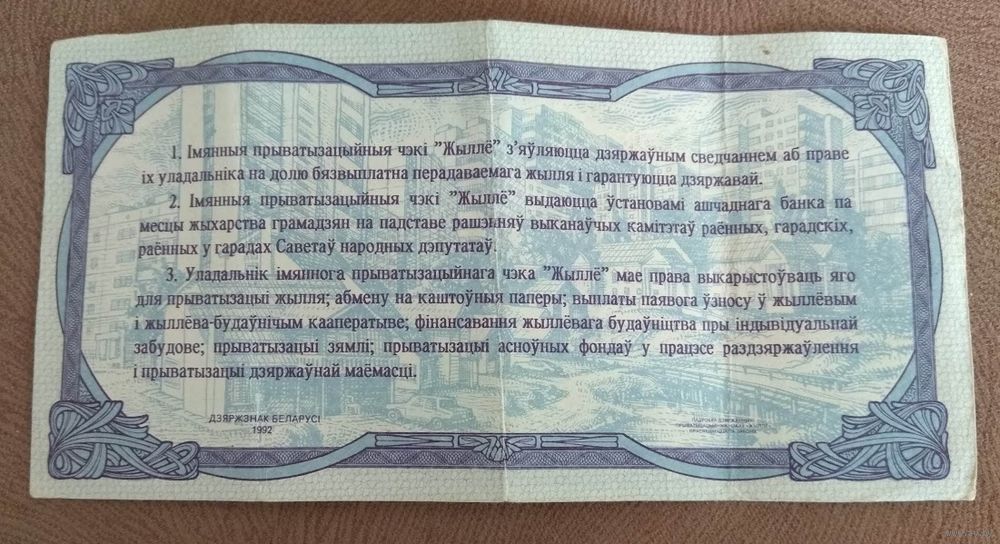 1. Імянныя прыватызацыйныя чэкі "Жыллё" з'яўляюцца дзяржаўным сведчаннем аб праве
іх уладальніка на долю бязвыплатна перадаваемага жылля і гарантуюцца дзяржавай.
2. Імянныя прыватызацыйныя чэкі "Жыллё" выдаюцца ўстановамі ашчаднага банка па
месцы жыхарства грамадзян на падставе рашэняў выканаўчых камітэтаў раённых, гарадскіх,
раённых у гарадах Саветаў народных дэпутатаў.
3. Уладальнік імяннога прыватызацыйнага чэка "Жыллё" мае права выкарыстоўваць яго
для прыватызацыі жылля; абмену на каштоўныя паперы; выплаты паявога ўзносу ў жыллёвым
і жыллёва-будаўнічым кааператыве; фінансавання жыллёвага будаўніцтва пры індывідуальнай
забудове; прыватызацыі зямлі; прыватызацыі асноўных фондаў у працэсе раздзяржаўлення
і прыватызацыі дзяржаўнай маёмасці.
ДЗЯРЖЗНАК БЕЛАРУСІ
1992